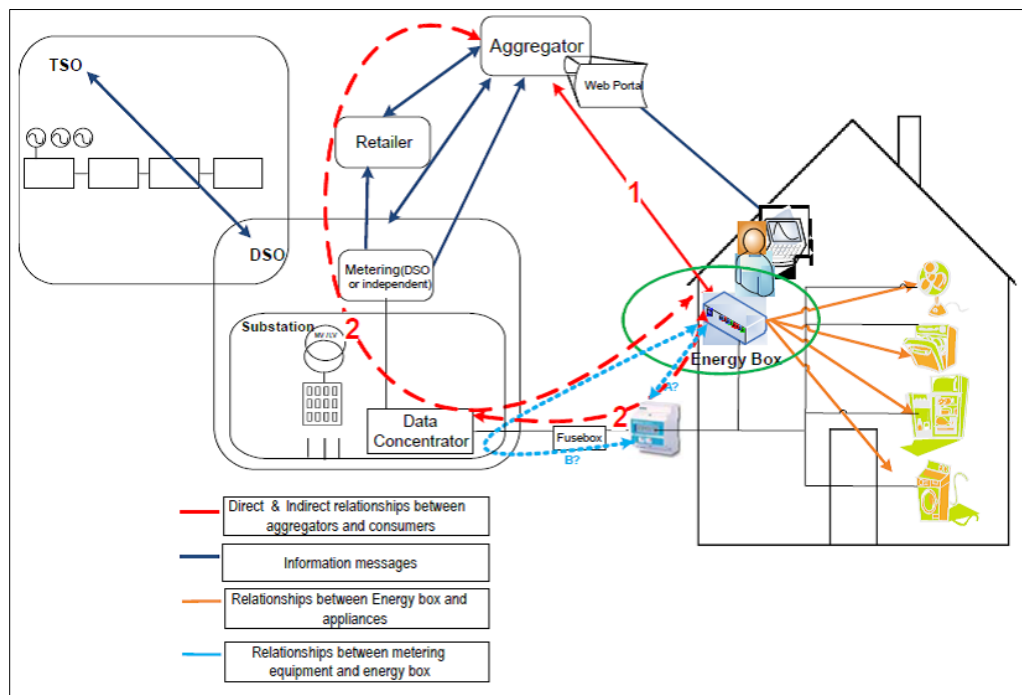 Aggregator
TSO
Web Portal
Retailer
1
DSO
Metering(DSO
or independent)
Substation
2
MV /LV
Energy Box
A?
Data
Concentrator
2
Fusebox
B?
Direct & Indirect relationships between
aggregators and consumers
Information messages
Relationships between Energy box and
appliances
Relationships between metering
equipment and energy box